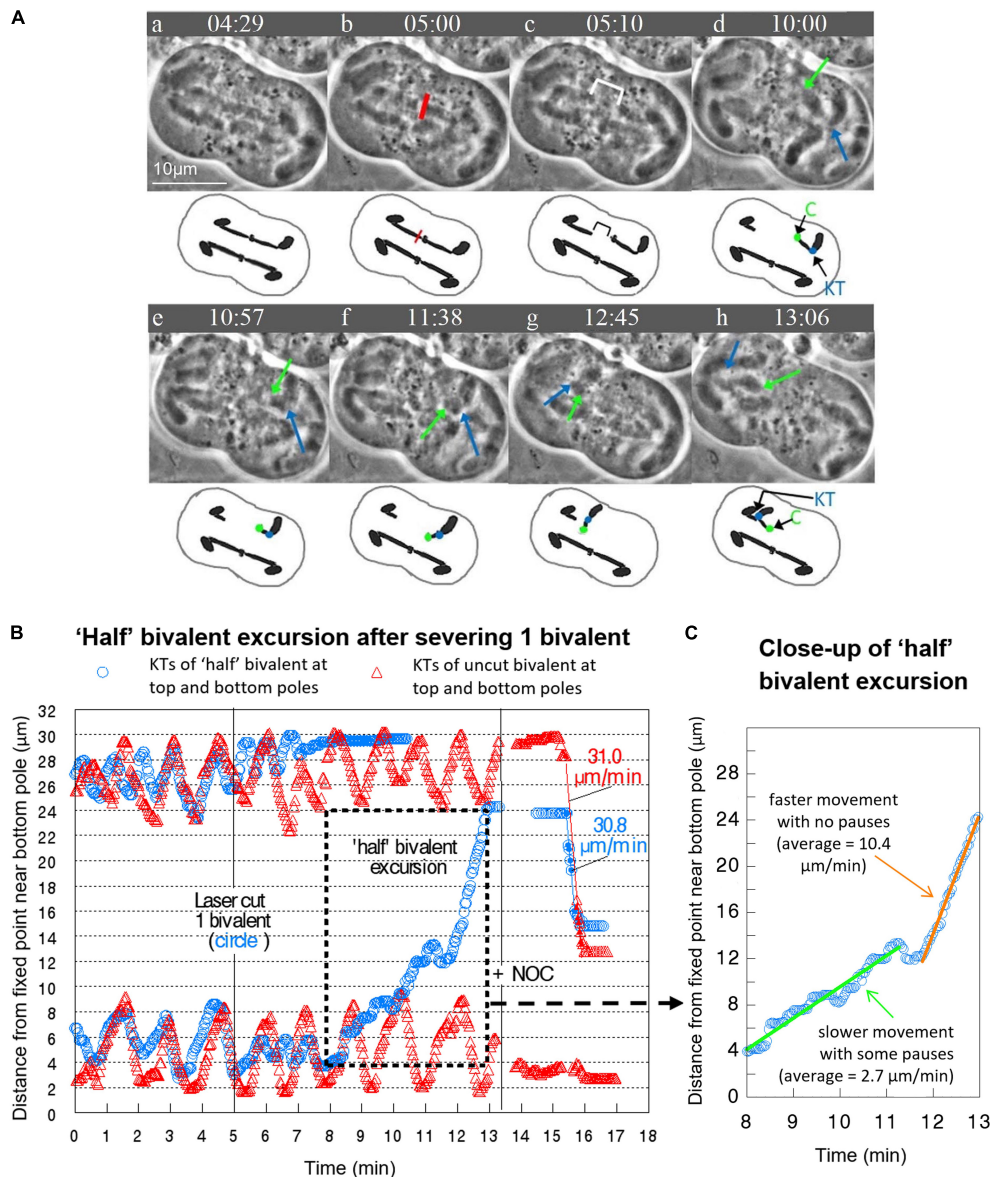 A
a 04:29
b 05:00
c 05:10
d 10:00
10µm
C
KT
e 10:57
f 11:38
g 12:45
h 13:06
KT
C
B
'Half' bivalent excursion after severing 1 bivalent
KTs of 'half' bivalent at
top and bottom poles
KTs of uncut bivalent at
top and bottom poles
Distance from fixed point near bottom pole (µm)
32
30
28
26
24
22
20
18
16
14
12
10
8
6
4
2
0
31.0
µm/min
30.8
µm/min
'half' bivalent
excursion
Laser cut
1 bivalent
(circle )
+ NOC
0 1 2 3 4 5 6 7 8 9 10 11 12 13 14 15 16 17 18
Time (min)
C
Close-up of 'half'
bivalent excursion
Distance from fixed point near bottom pole (µm)
28
24
20
16
12
8
4
0
faster movement
with no pauses
(average = 10.4
µm/min)
slower movement
with some pauses
(average = 2.7 µm/min)
8 9 10 11 12 13
Time (min)